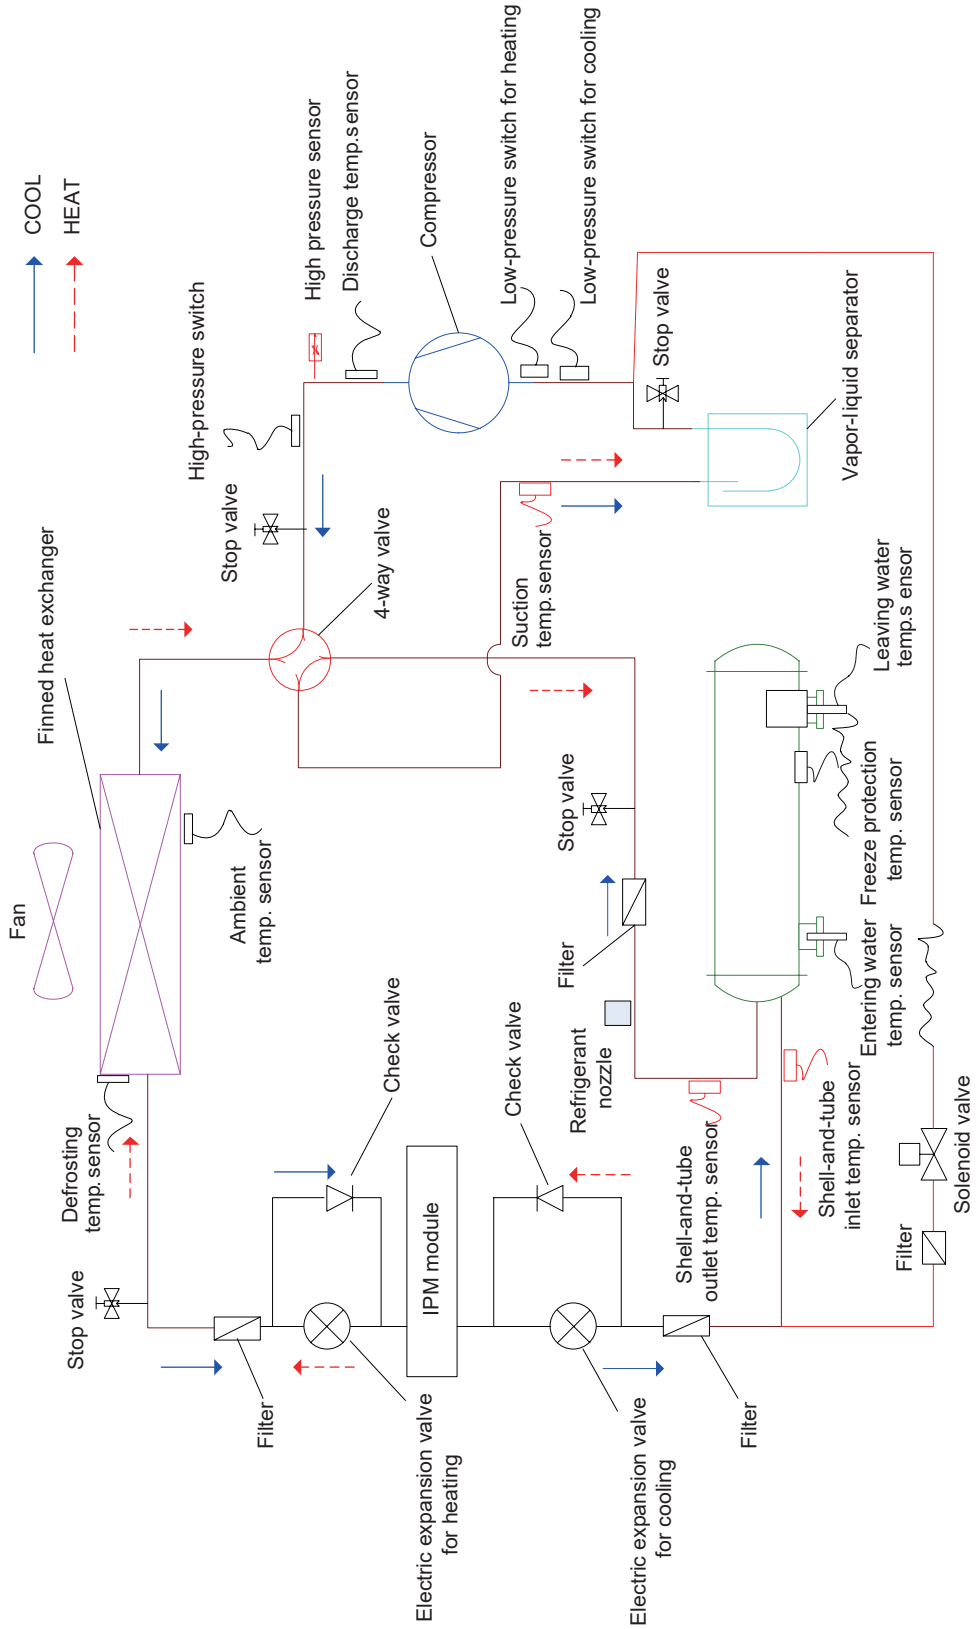 COOL
HEAT
Fan
Finned heat exchanger
High-pressure switch
High pressure sensor
Discharge temp.sensor
Compressor
Low-pressure switch for heating
Low-pressure switch for cooling
Stop valve
4-way valve
Stop valve
Vapor-liquid separator
Suction
temp.sensor
Ambient
temp. sensor
Defrosting
temp.sensor
Check valve
Stop valve
Filter
Refrigerant
nozzle
Check valve
Leaving water
temp.s ensor
Freeze protection
temp. sensor
Entering water
temp. sensor
Stop valve
Filter
IPM module
Shell-and-tube
outlet temp. sensor
Shell-and-tube
inlet temp. sensor
Solenoid valve
Filter
Filter
Electric expansion valve
for heating
Electric expansion valve
for cooling